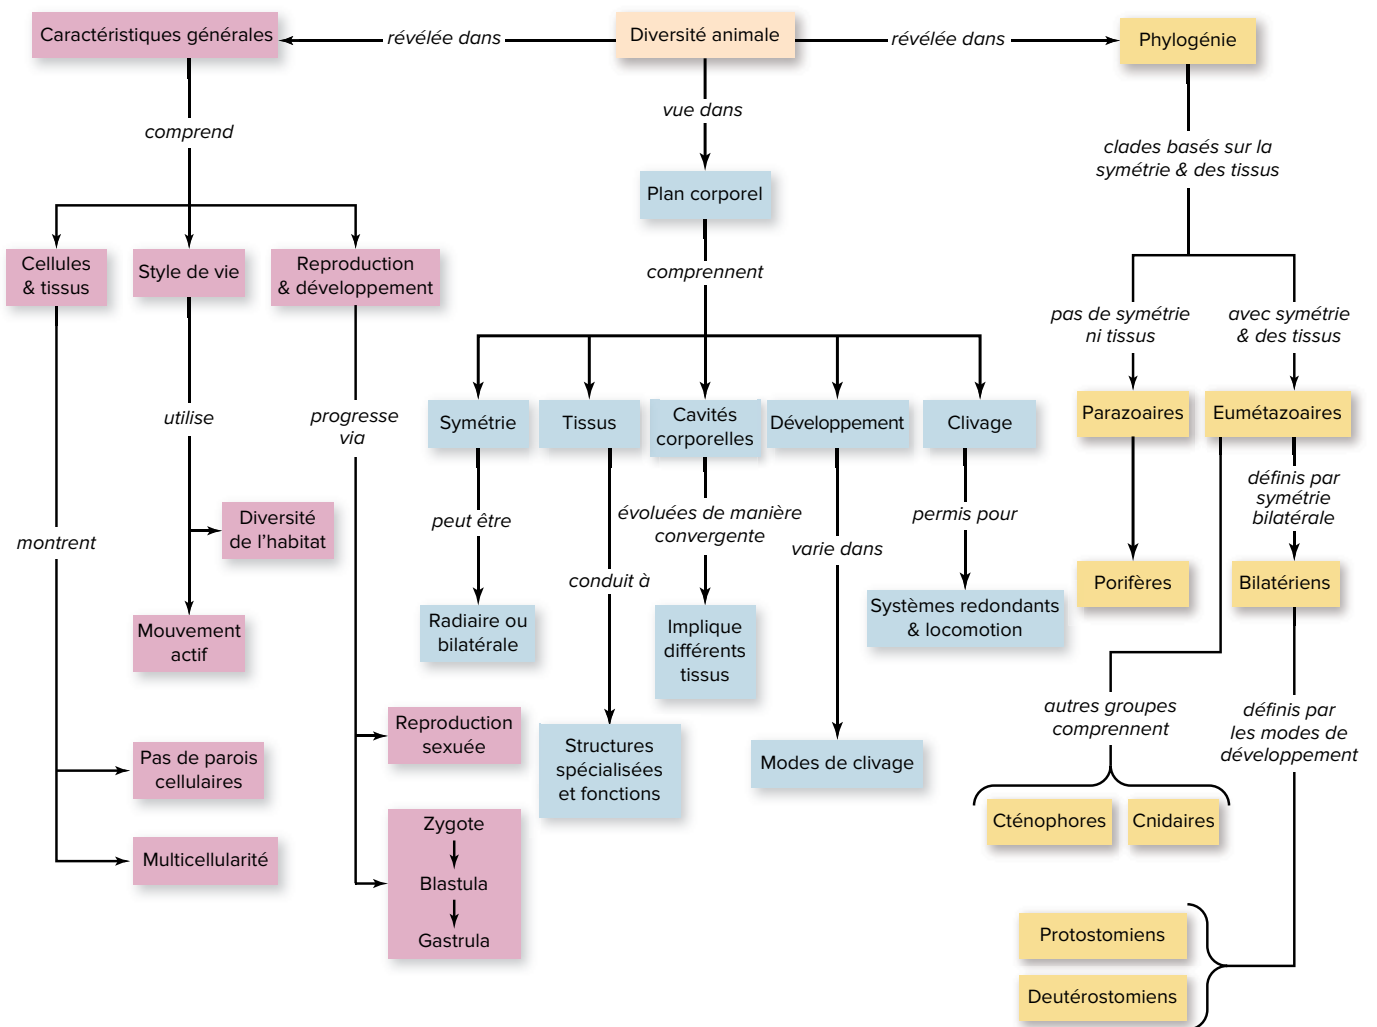 Caractéristiques générales
révélée dans
Diversité animale
révélée dans
Phylogénie
comprend
vue dans
clades basés sur la
symétrie & des tissus
Plan corporel
Cellules
& tissus
Style de vie
Reproduction
& développement
comprennent
pas de symétrie
ni tissus
avec symétrie
& des tissus
utilise
progresse
via
Symétrie
Tissus
Cavités
corporelles
Développement
Clivage
Parazoaires
Eumétazoaires
définis par
symétrie
bilatérale
montrent
Diversité
de l’habitat
peut être
évoluées de manière
convergente
varie dans
permis pour
conduit à
Porifères
Bilatériens
Mouvement
actif
Radiaire ou
bilatérale
Implique
différents
tissus
Systèmes redondants
& locomotion
autres groupes
comprennent
définis par
les modes de
développement
Reproduction
sexuée
Structures
spécialisées
et fonctions
Modes de clivage
Pas de parois
cellulaires
Cténophores
Cnidaires
Multicellularité
Zygote
Blastula
Gastrula
Protostomiens
Deutérostomiens